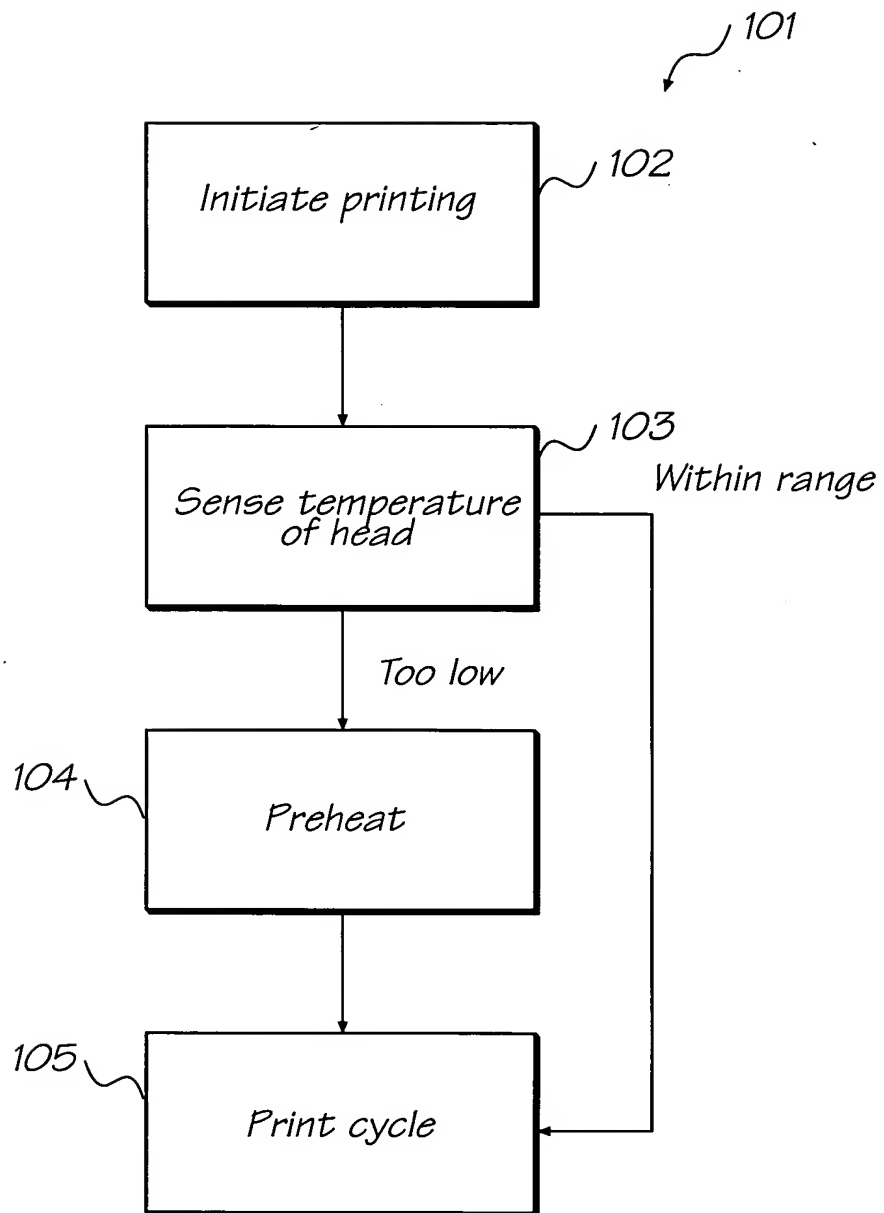 101
Initiate printing
102
Sense temperature
of head
103
Within range
Too low
104
Preheat
105
Print cycle